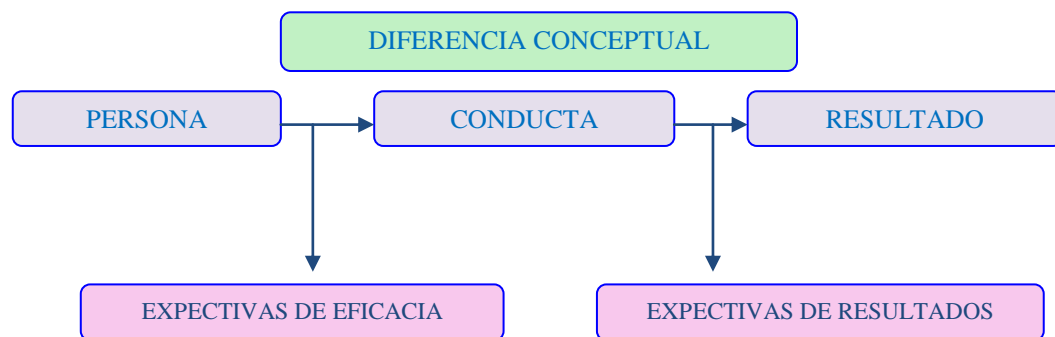 DIFERENCIA CONCEPTUAL
PERSONA
CONDUCTA
RESULTADO
EXPECTIVAS DE EFICACIA
EXPECTIVAS DE RESULTADOS